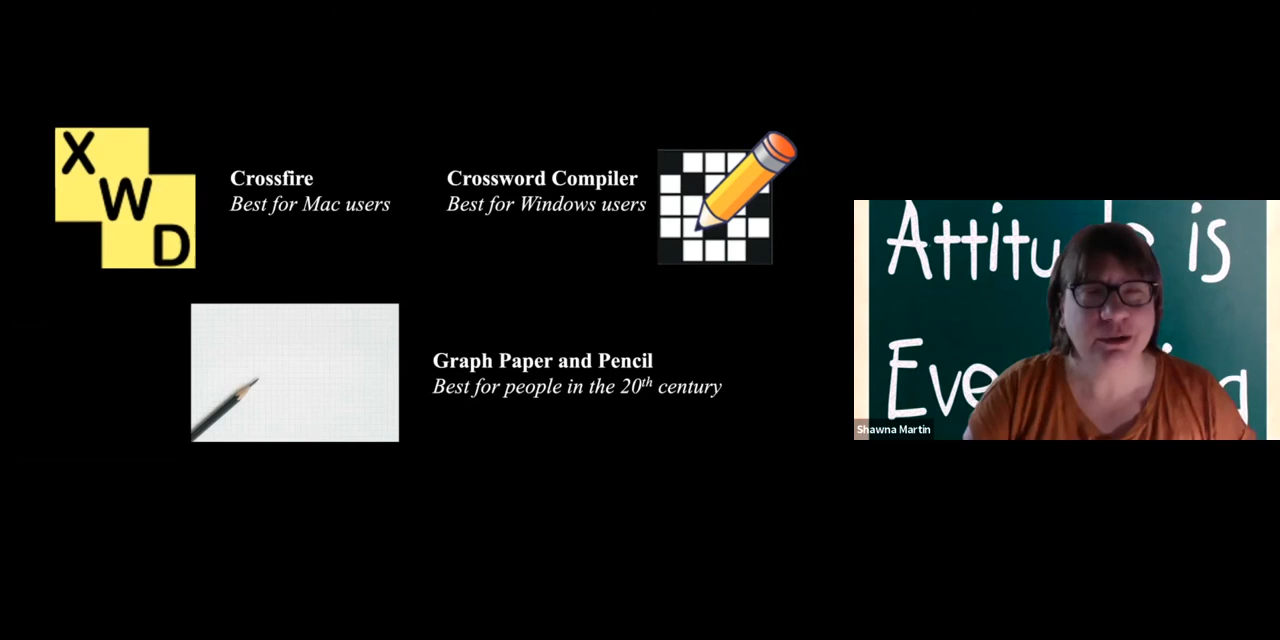 X
W
D
Crossfire
Best for Mac users
Crossword Compiler
Best for Windows users
Graph Paper and Pencil
Best for people in the 20th century
Attitu is
Eve
Shawna Martin